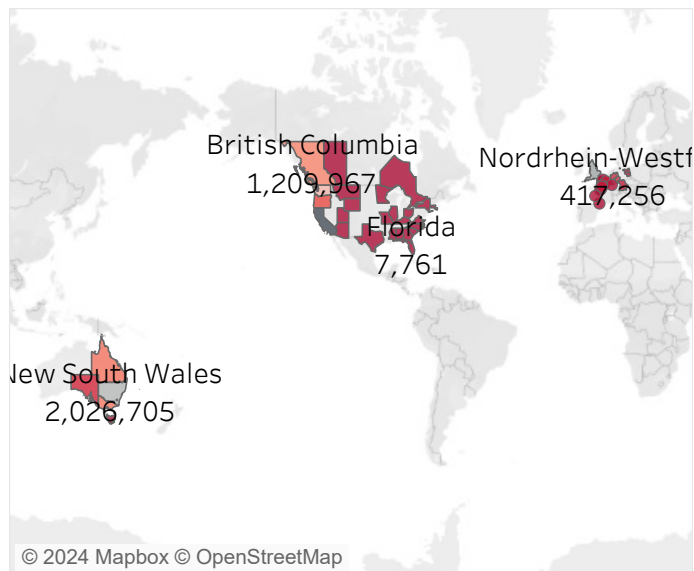 British Columbia
1,209,967
Nordrhein-Westf
417,256
Florida
7,761
New South Wales
2,026,705
© 2024 Mapbox © OpenStreetMap